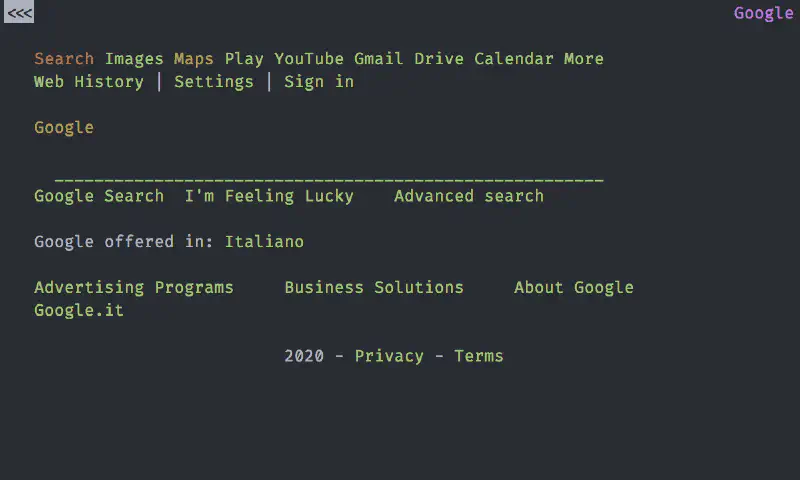 <<< Google
Search Images Maps Play YouTube Gmail Drive Calendar More
Web History | Settings | Sign in
Google
_______________________________________________________
Google Search I'm Feeling Lucky Advanced search
Google offered in: Italiano
Advertising Programs Business Solutions About Google
Google.it
2020 - Privacy - Terms